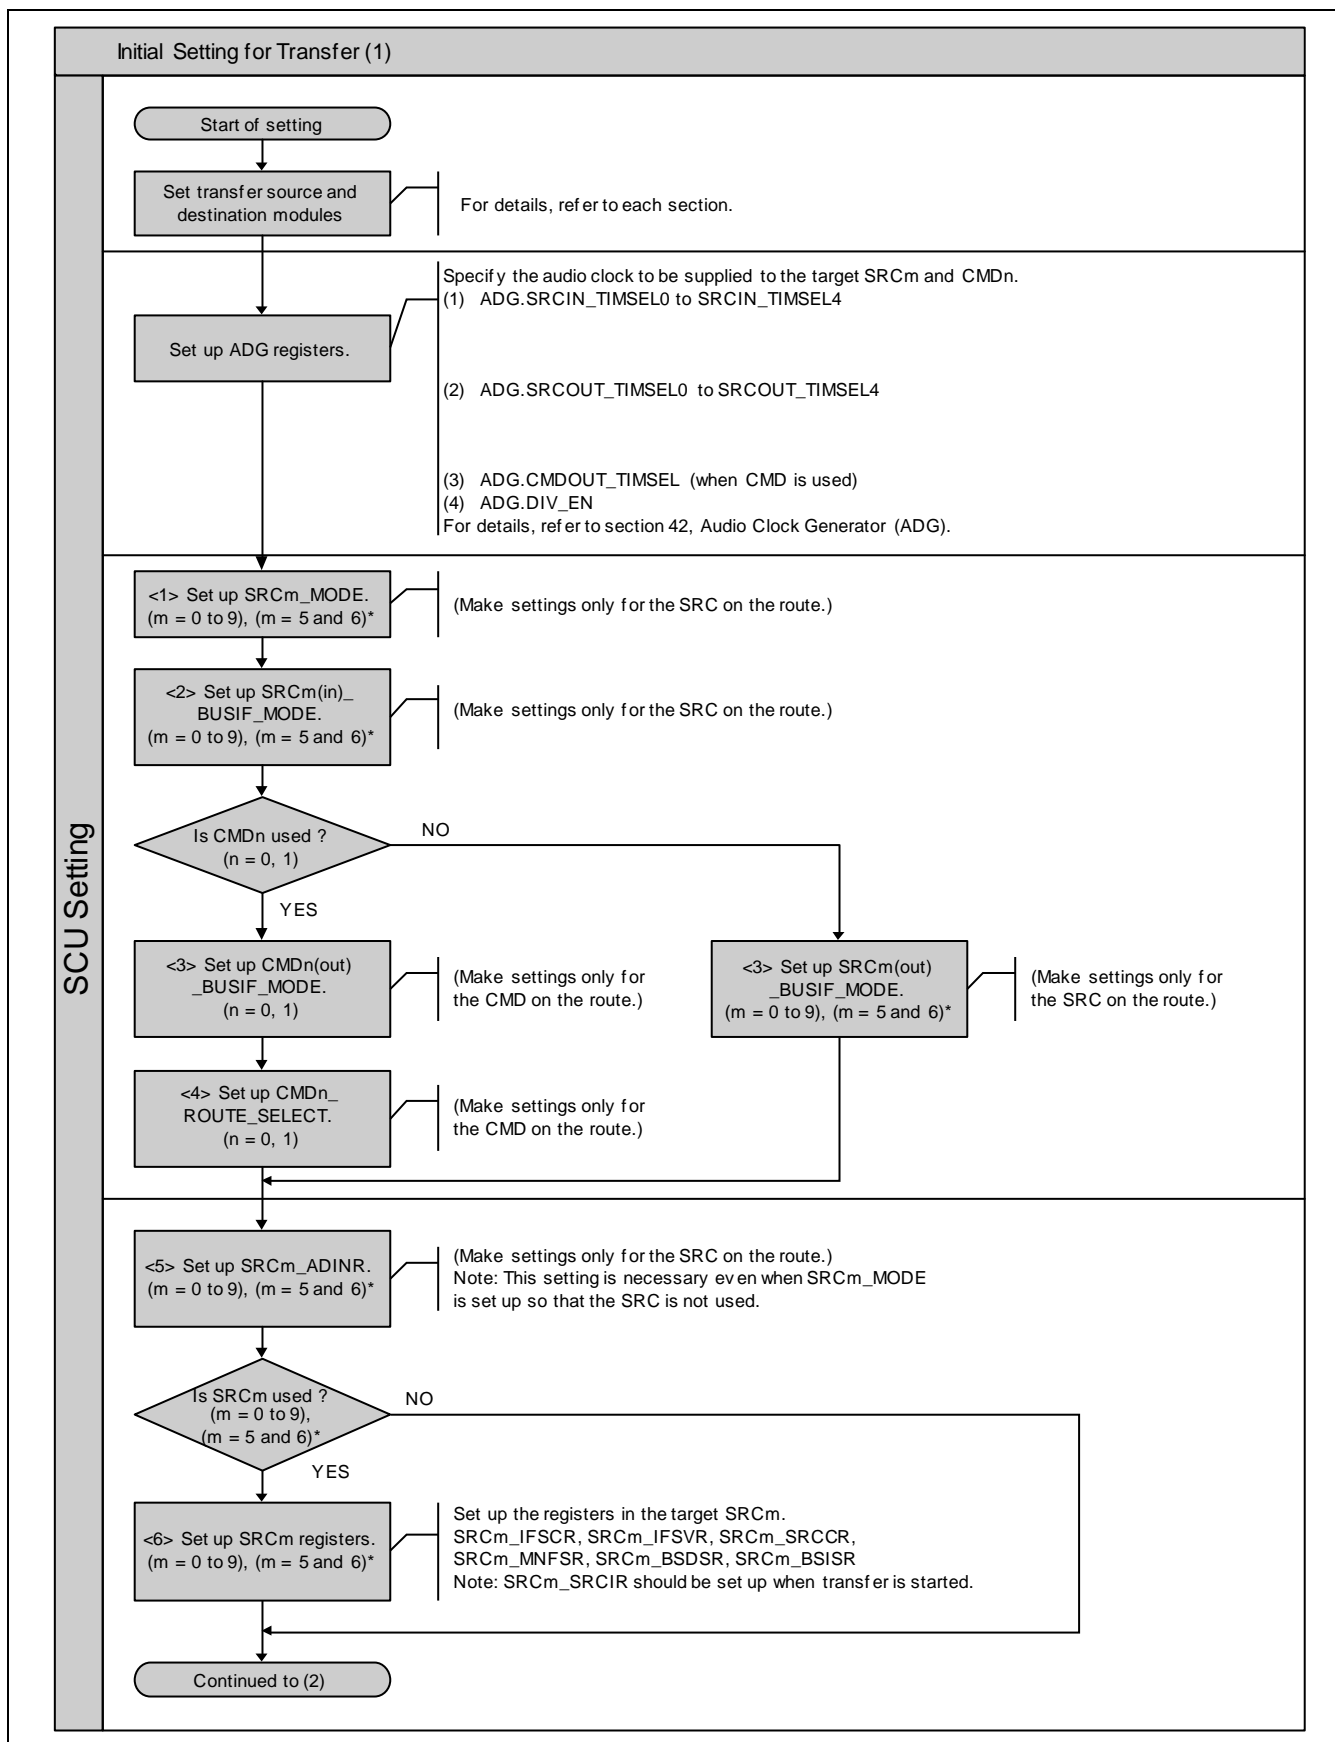 Initial Setting for Transfer (1)
SCU Setting
Start of setting
Set transfer source and
destination modules
For details, refer to each section.
Set up ADG registers.
Specify the audio clock to be supplied to the target SRCm and CMDn.
(1) ADG.SRCIN_TIMSEL0 to SRCIN_TIMSEL4
(2) ADG.SRCOUT_TIMSEL0 to SRCOUT_TIMSEL4
(3) ADG.CMDOUT_TIMSEL (when CMD is used)
(4) ADG.DIV_EN
For details, refer to section 42, Audio Clock Generator (ADG).
<1> Set up SRCm_MODE.
(m = 0 to 9), (m = 5 and 6)*
(Make settings only for the SRC on the route.)
<2> Set up SRCm(in)_
BUSIF_MODE.
(m = 0 to 9), (m = 5 and 6)*
(Make settings only for the SRC on the route.)
Is CMDn used ?
(n = 0, 1)
NO
YES
<3> Set up CMDn(out)
_BUSIF_MODE.
(n = 0, 1)
(Make settings only for
the CMD on the route.)
<3> Set up SRCm(out)
_BUSIF_MODE.
(m = 0 to 9), (m = 5 and 6)*
(Make settings only for
the SRC on the route.)
<4> Set up CMDn_
ROUTE_SELECT.
(n = 0, 1)
(Make settings only for
the CMD on the route.)
<5> Set up SRCm_ADINR.
(m = 0 to 9), (m = 5 and 6)*
(Make settings only for the SRC on the route.)
Note: This setting is necessary even when SRCm_MODE
is set up so that the SRC is not used.
Is SRCm used ?
(m = 0 to 9),
(m = 5 and 6)*
NO
YES
<6> Set up SRCm registers.
(m = 0 to 9), (m = 5 and 6)*
Set up the registers in the target SRCm.
SRCm_IFSCR, SRCm_IFSVR, SRCm_SRCCR,
SRCm_MNFSR, SRCm_BSDSR, SRCm_BSISR
Note: SRCm_SRCIR should be set up when transfer is started.
Continued to (2)